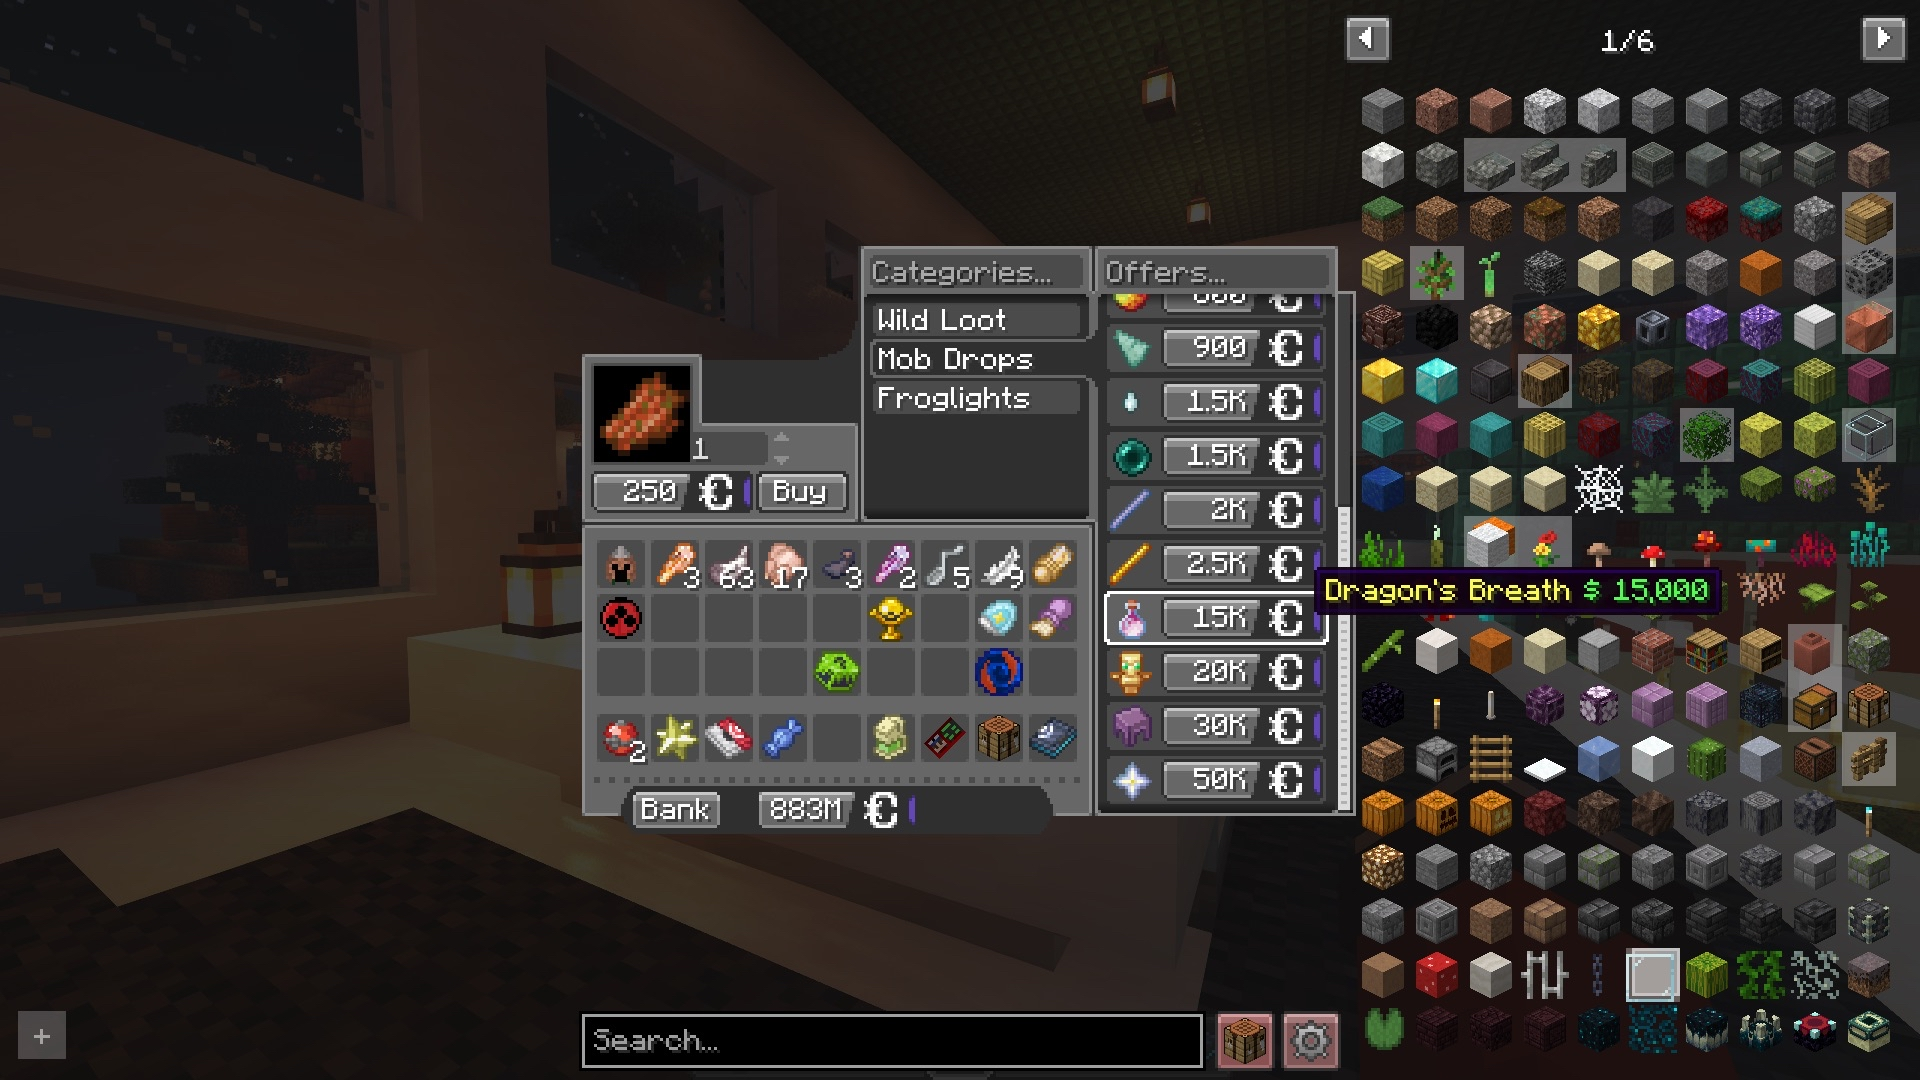 1/6
Categories...
Offers...
Wild Loot
Mob Drops
Froglights
900
1.5K
1.5K
2K
2.5K
15K
20K
30K
50K
Dragon's Breath $ 15,000
1
250
Buy
3
63
17
3
2
5
9
2
Bank
883M
Search...
+